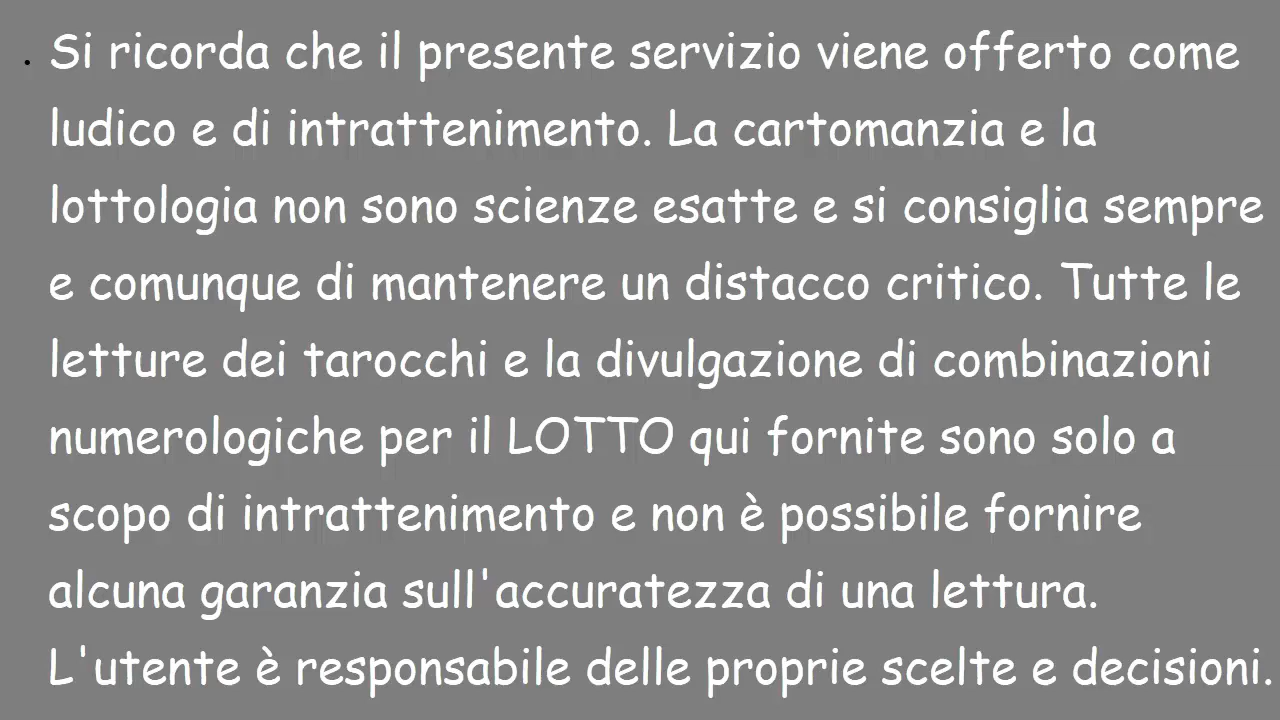 . Si ricorda che il presente servizio viene offerto come
ludico e di intrattenimento. La cartomanzia e la
lottologia non sono scienze esatte e si consiglia sempre
e comunque di mantenere un distacco critico. Tutte le
letture dei tarocchi e la divulgazione di combinazioni
numerologiche per il LOTTO qui fornite sono solo a
scopo di intrattenimento e non è possibile fornire
alcuna garanzia sull'accuratezza di una lettura.
L'utente è responsabile delle proprie scelte e decisioni.